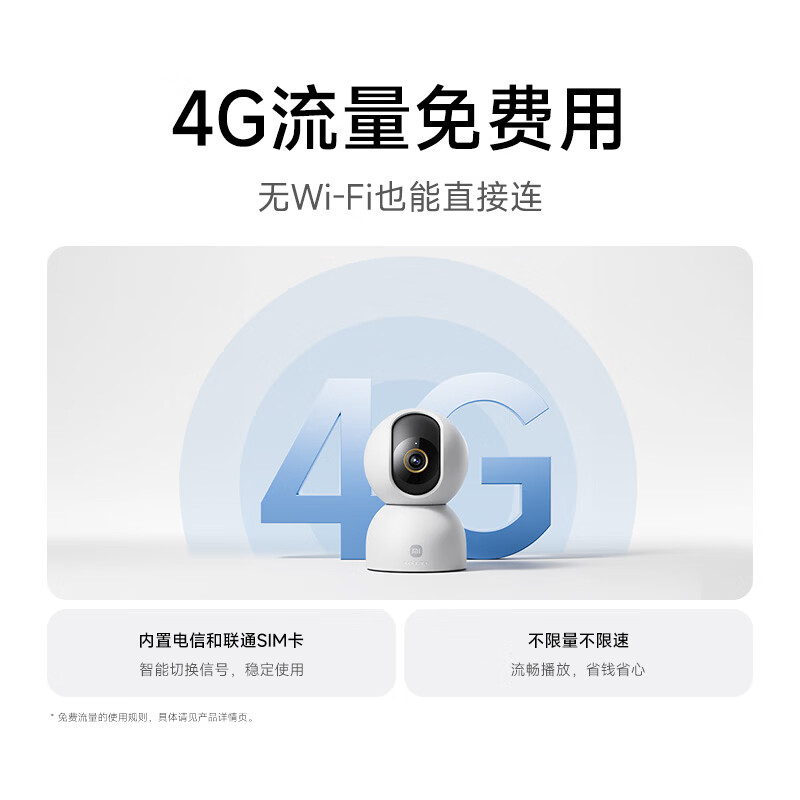 4G流量免费用
无Wi-Fi也能直接连
4G
内置电信和联通SIM卡
智能切换信号，稳定使用
不限量不限速
流畅播放，省钱省心
* 免费流量的使用规则，具体请见产品详情页。